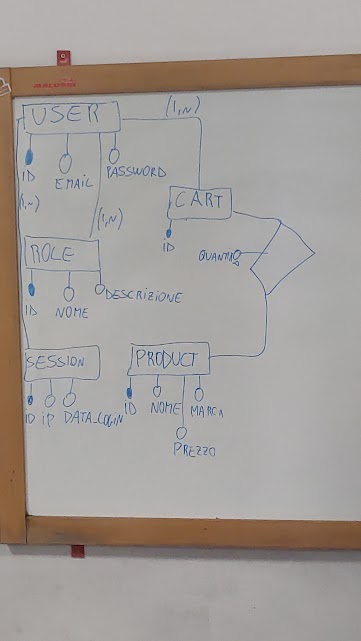 USER
(1,N)
ID
EMAIL
PASSWORD
(1,N)
(1,N)
CART
ID
QUANTITÀ
ROLE
ID
NOME
DESCRIZIONE
SESSION
ID
IP
DATA_LOGIN
PRODUCT
ID
NOME
MARCA
PREZZO